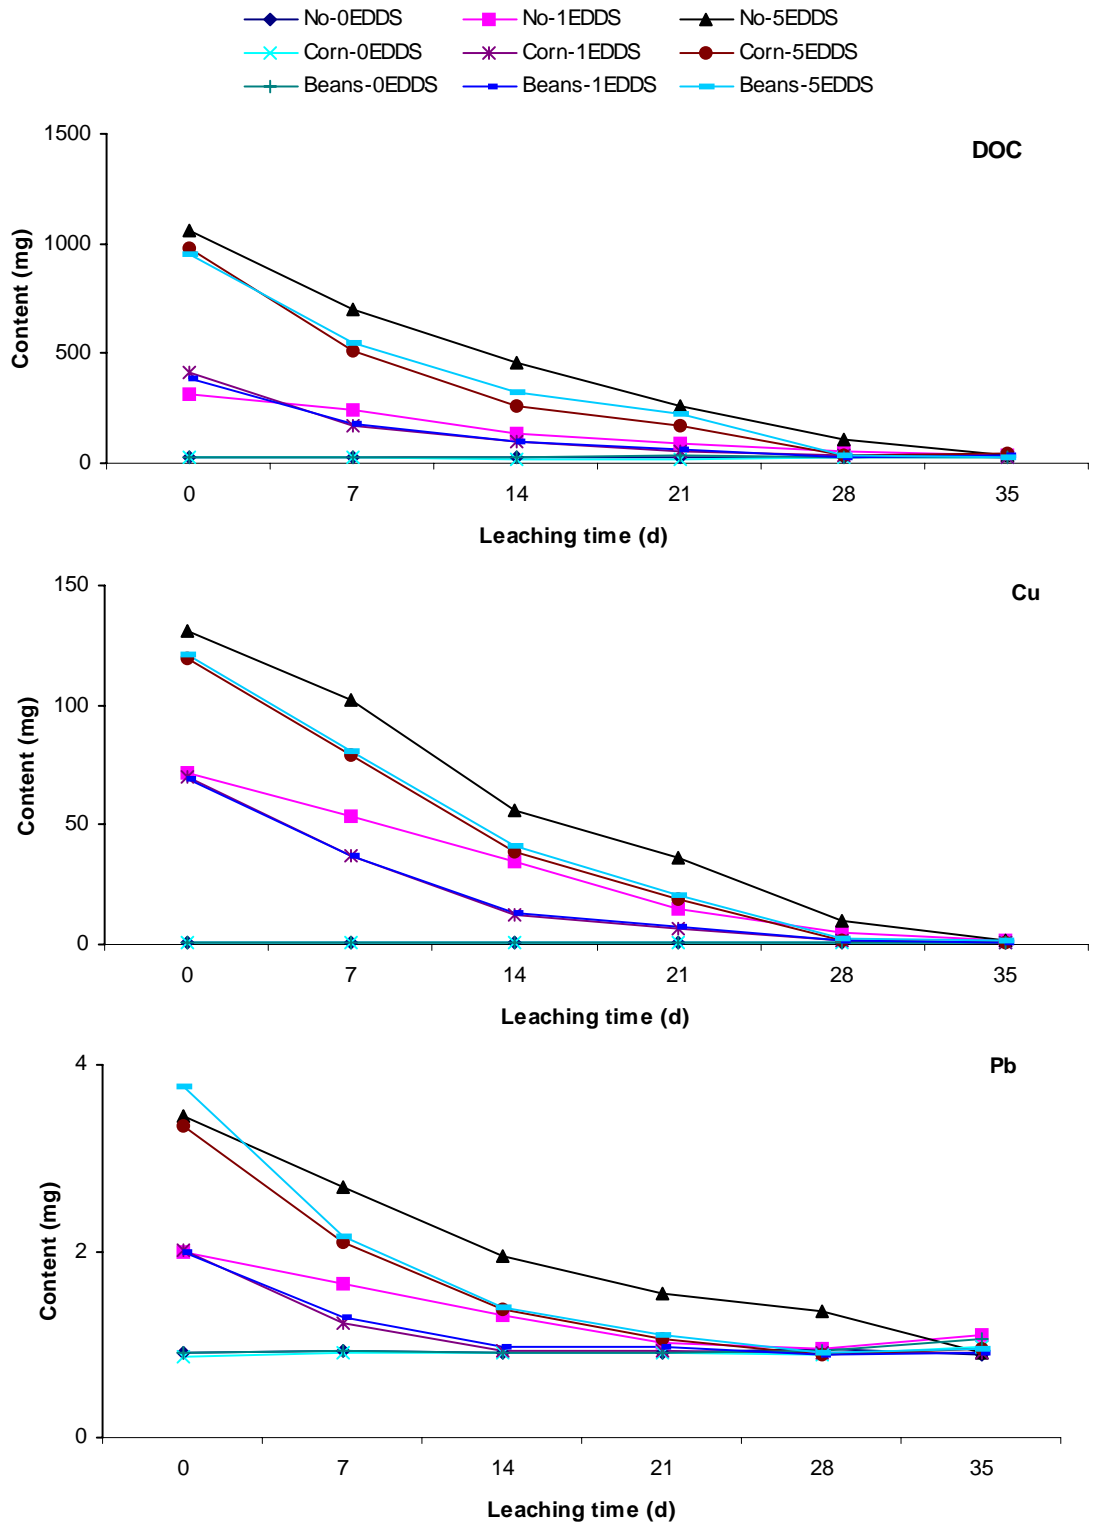 No-0EDDS No-1EDDS No-5EDDS
Corn-0EDDS Corn-1EDDS Corn-5EDDS
Beans-0EDDS Beans-1EDDS Beans-5EDDS
DOC
Content (mg)
1500
1000
500
0
0 7 14 21 28 35
Leaching time (d)
Cu
Content (mg)
150
100
50
0
0 7 14 21 28 35
Leaching time (d)
Pb
Content (mg)
4
2
0
0 7 14 21 28 35
Leaching time (d)